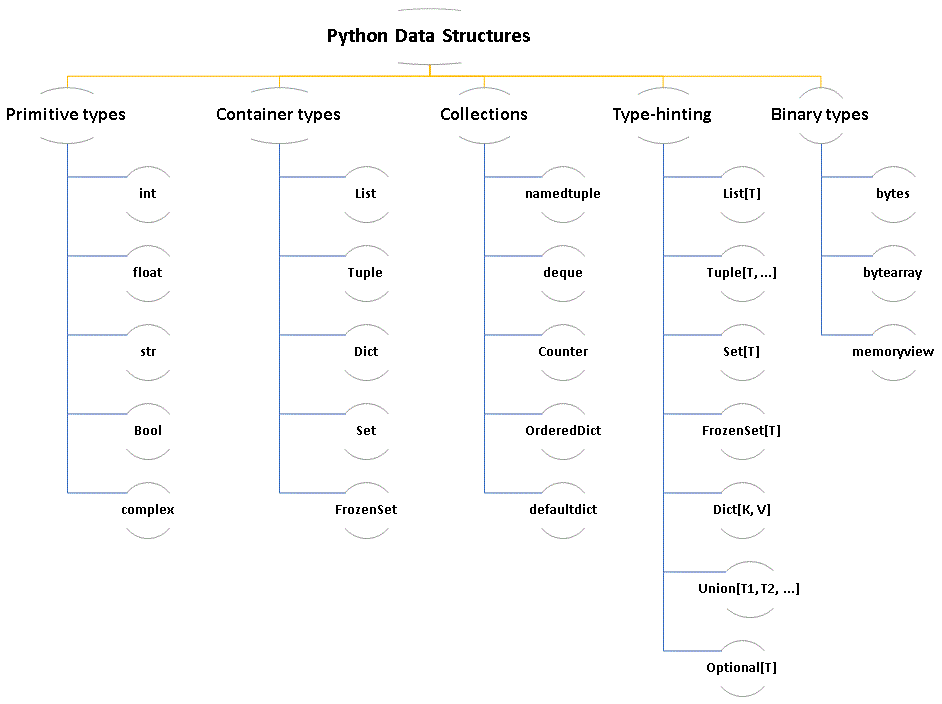 Python Data Structures
Primitive types
int
float
str
Bool
complex
Container types
List
Tuple
Dict
Set
FrozenSet
Collections
namedtuple
deque
Counter
OrderedDict
defaultdict
Type-hinting
List[T]
Tuple[T, ...]
Set[T]
FrozenSet[T]
Dict[K, V]
Union[T1, T2, ...]
Optional[T]
Binary types
bytes
bytearray
memoryview